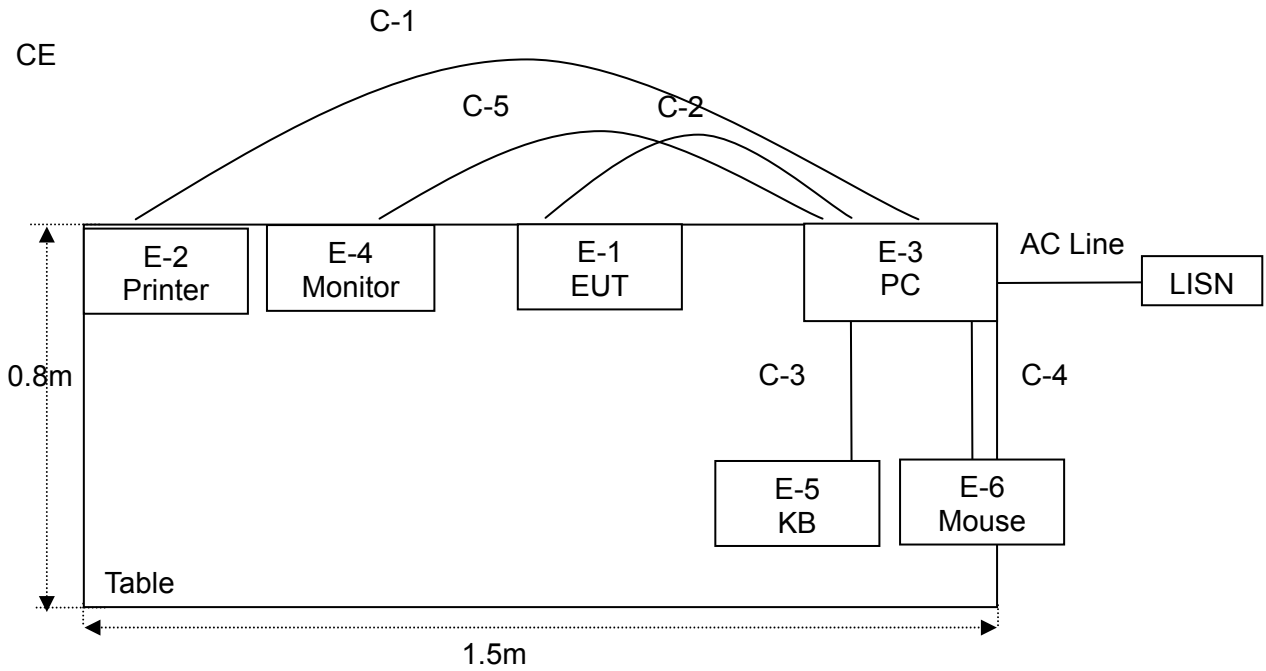 C-1
CE
C-5
C-2
E-2
Printer
E-4
Monitor
E-1
EUT
E-3
PC
AC Line
LISN
0.8m
C-3
C-4
E-5
KB
E-6
Mouse
Table
1.5m